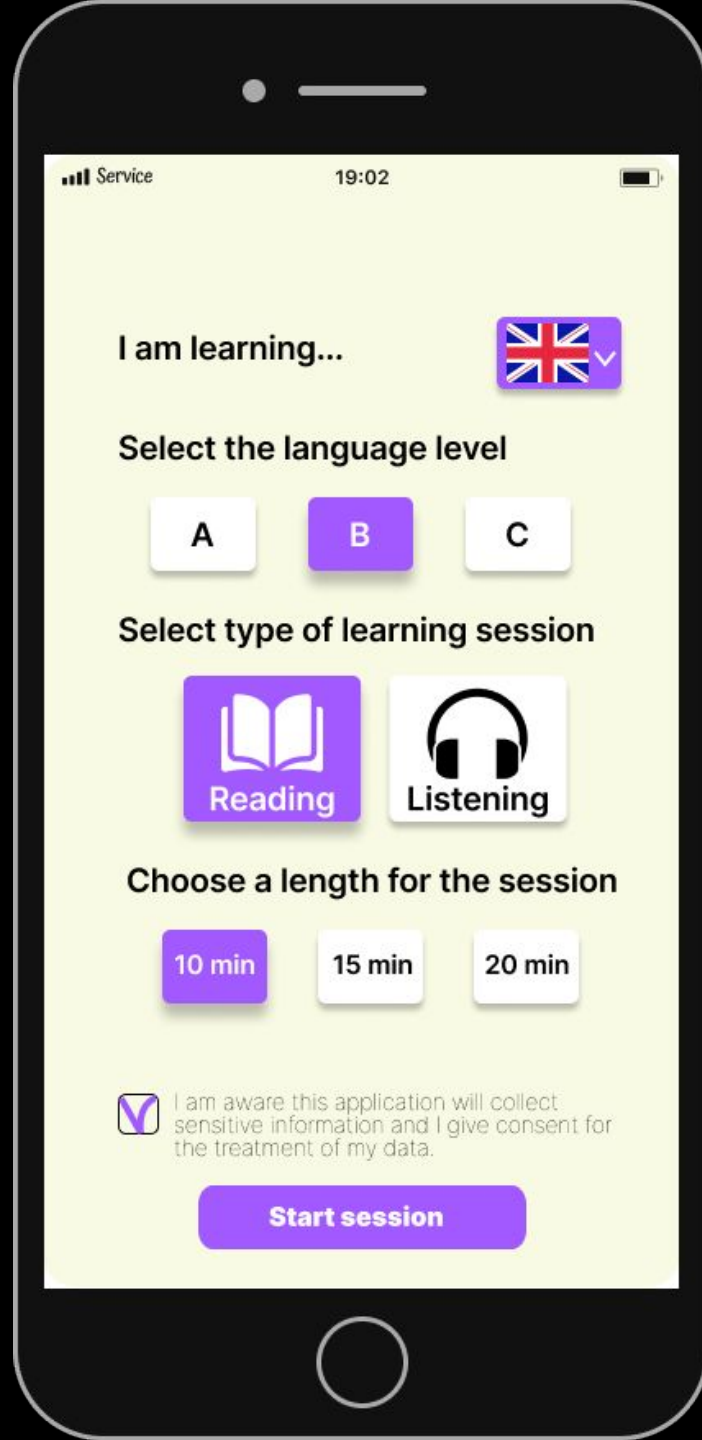 Service 19:02
I am learning...
Select the language level
A B C
Select type of learning session
Reading Listening
Choose a length for the session
10 min 15 min 20 min
I am aware this application will collect
sensitive information and I give consent for
the treatment of my data.
Start session